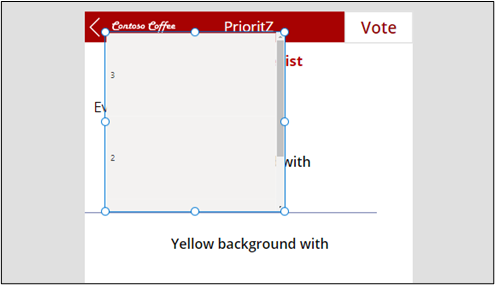 Contoso Coffee PrioritZ Vote
ist
3
Ev
2 with
Yellow background with